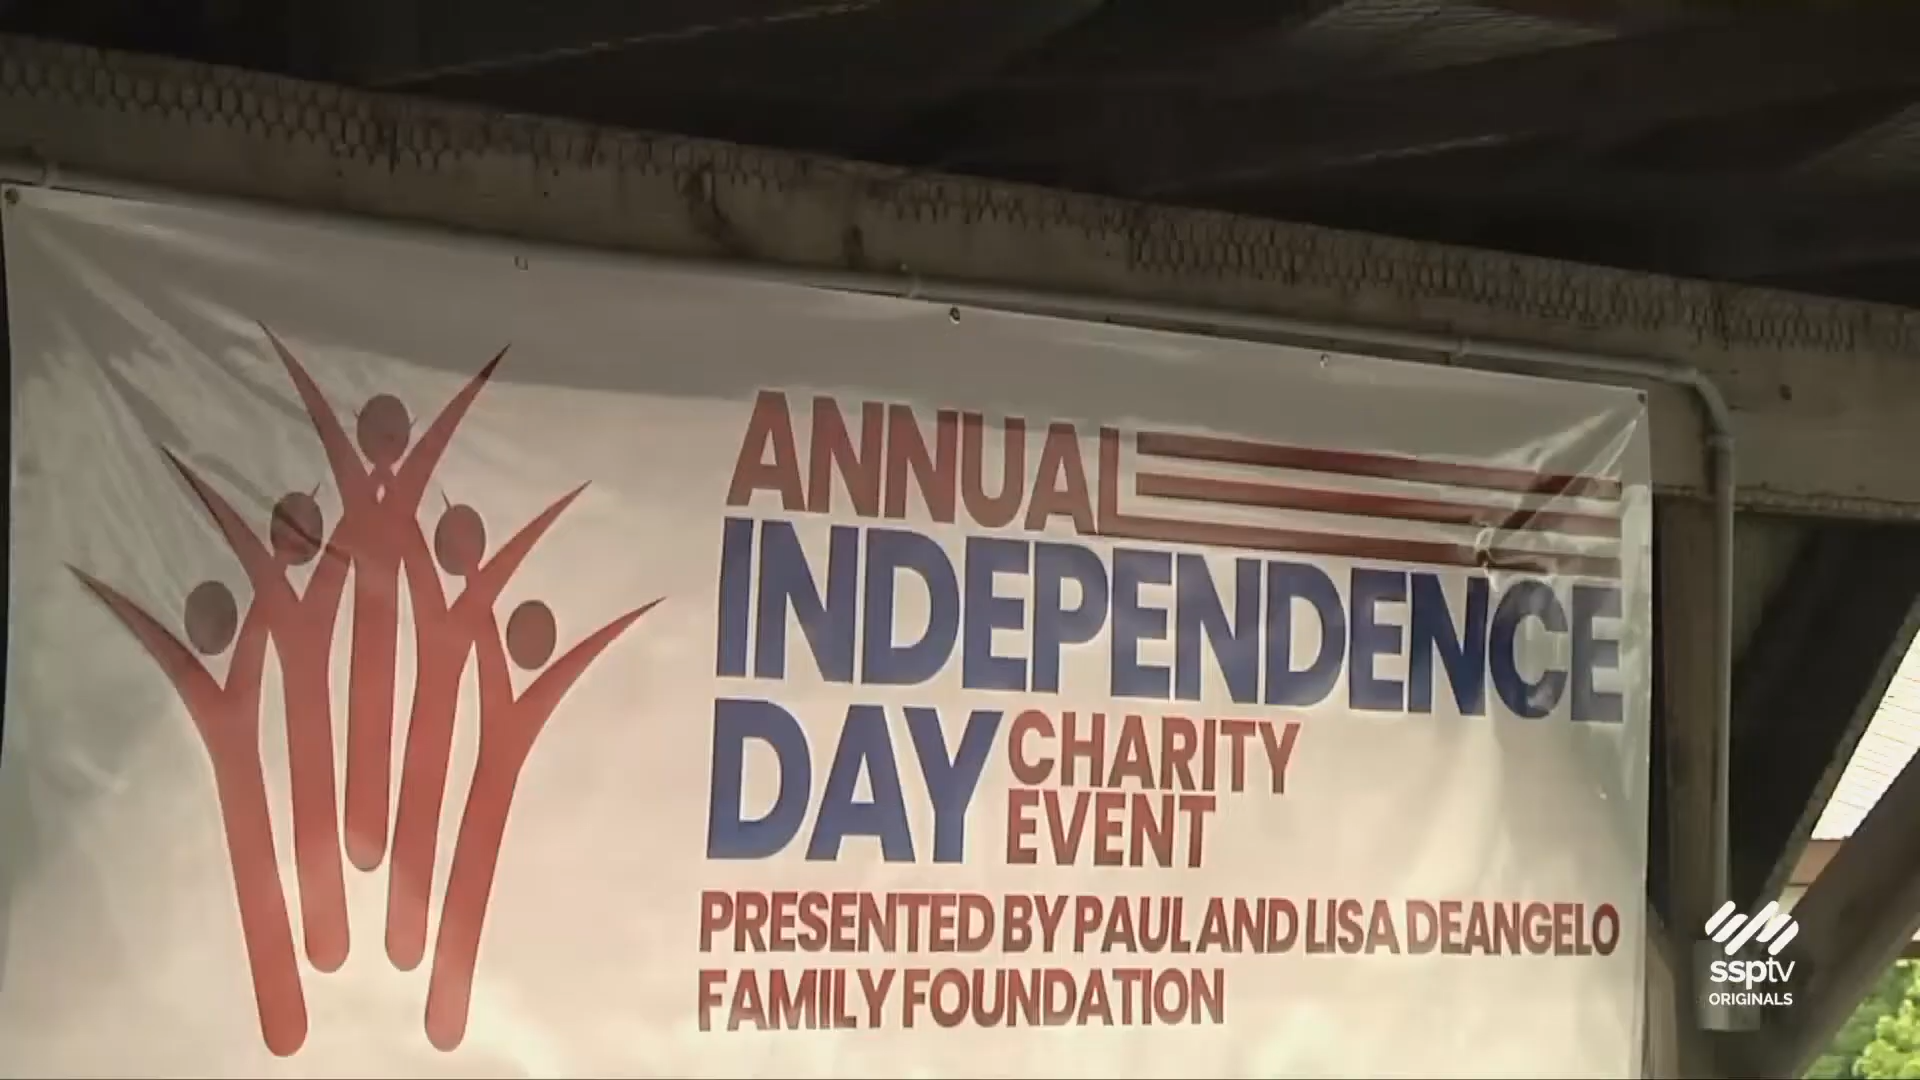 ANNUAL
INDEPENDENCE
DAY CHARITY
EVENT
PRESENTED BY PAUL AND LISA DEANGELO
FAMILY FOUNDATION
ssptv
ORIGINALS